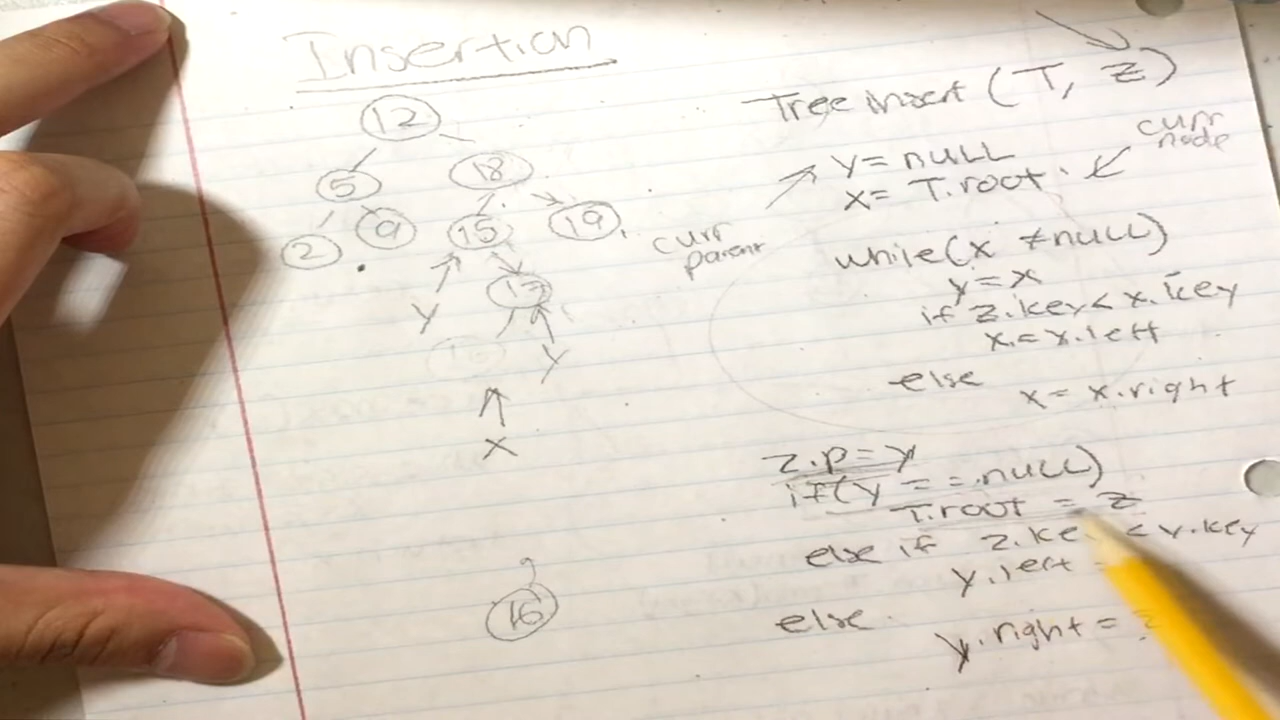 Insertion
12
5 18
2 9 15 19
17
Y
Y
X
16
Tree insert (T, Z)
curr node
y = null
x = T.root
curr parent
while(x ≠ null)
y = x
if z.key < x.key
x = x.left
else
x = x.right
z.p = y
if(y == null)
T.root = z
else if z.key < y.key
y.left =
else
y.right =